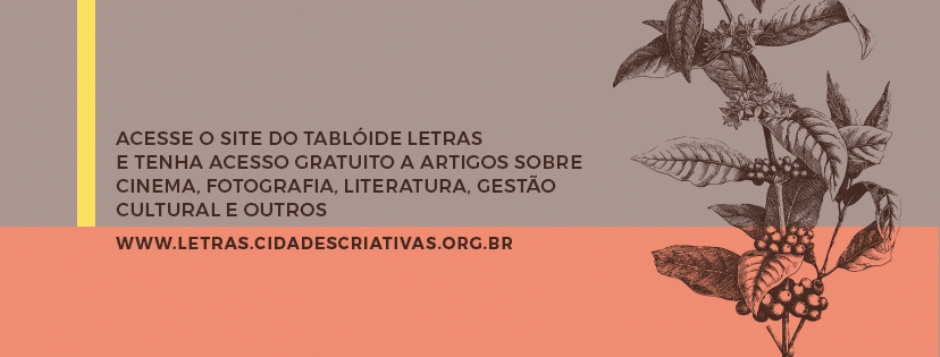 ACESSE O SITE DO TABLÓIDE LETRAS
E TENHA ACESSO GRATUITO A ARTIGOS SOBRE
CINEMA, FOTOGRAFIA, LITERATURA, GESTÃO
CULTURAL E OUTROS
WWW.LETRAS.CIDADESCRIATIVAS.ORG.BR